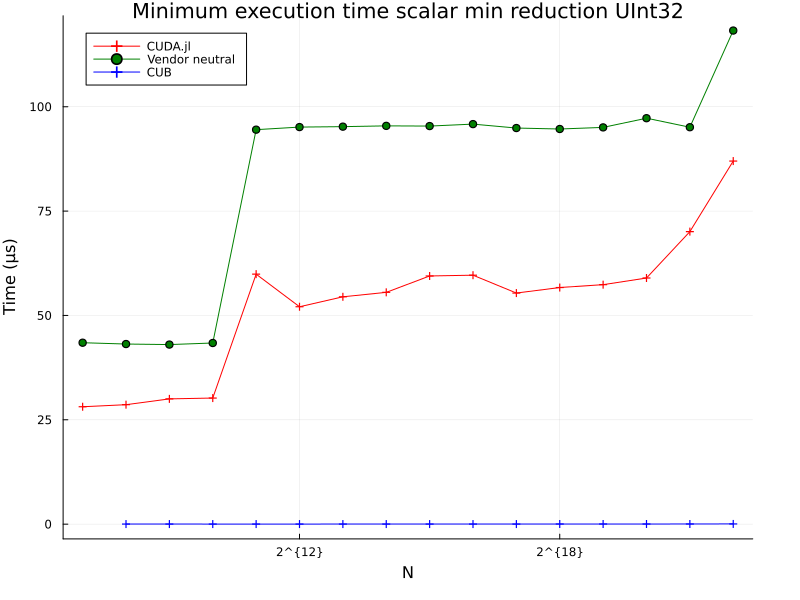 Minimum execution time scalar min reduction UInt32
CUDA.jl
Vendor neutral
CUB
100
75
50
25
0
Time (μs)
2^{12}
2^{18}
N